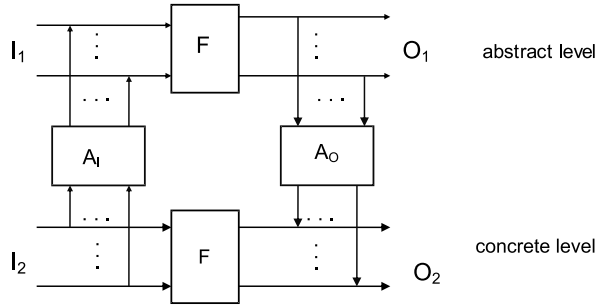 I1 F O1 abstract level
AI AO
I2 F O2 concrete level